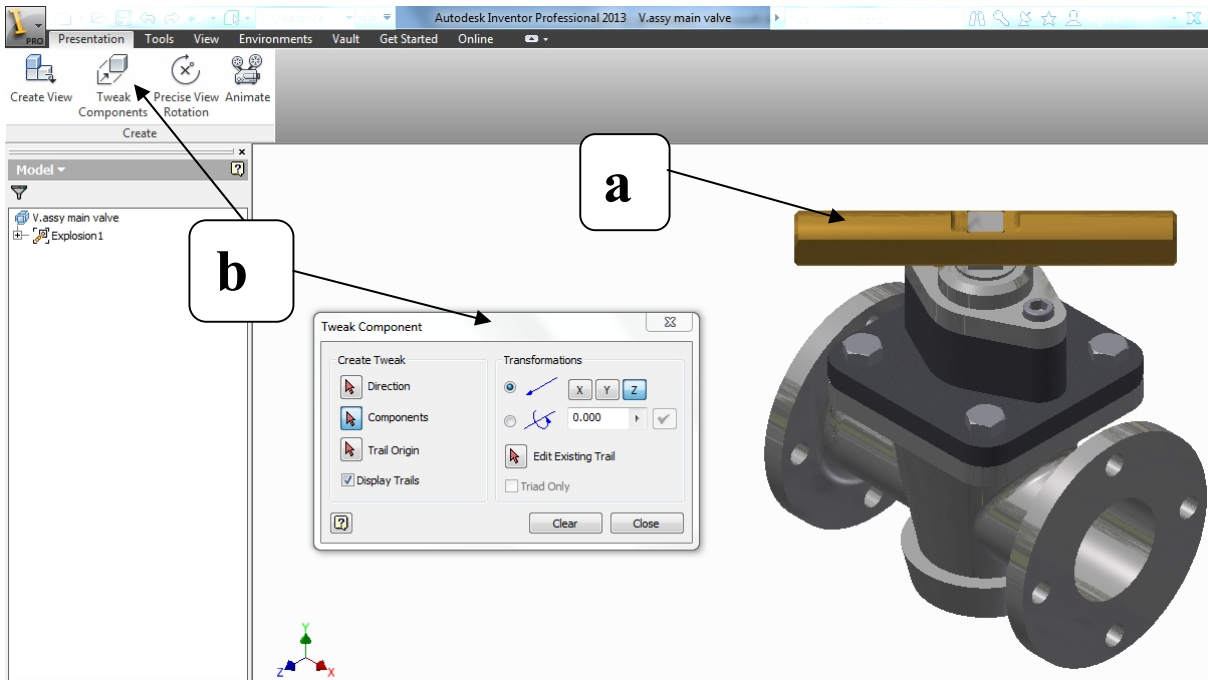 Autodesk Inventor Professional 2013 V.assy main valve
PRO Presentation Tools View Environments Vault Get Started Online
Create View Tweak Components Precise View Rotation Animate
Create
Model
V.assy main valve
Explosion1
a
b
Tweak Component
Create Tweak Transformations
Direction X Y Z
Components 0.000
Trail Origin Edit Existing Trail
Display Trails Triad Only
Clear Close
Y
Z X